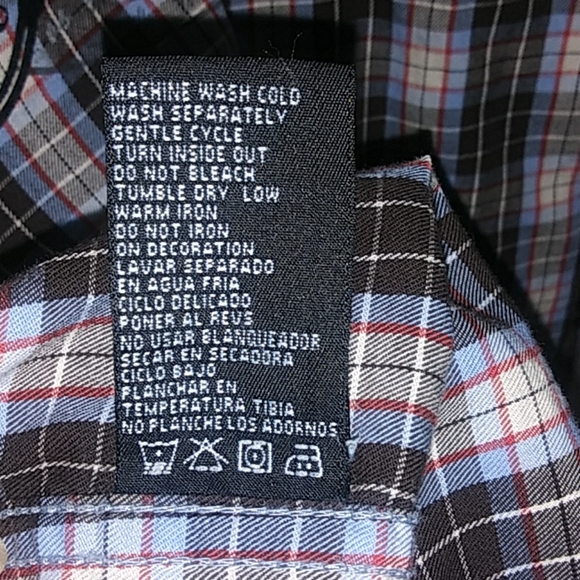 MACHINE WASH COLD
WASH SEPARATELY
GENTLE CYCLE
TURN INSIDE OUT
DO NOT BLEACH
TUMBLE DRY LOW
WARM IRON
DO NOT IRON
ON DECORATION
LAVAR SEPARADO
EN AGUA FRIA
CICLO DELICADO
PONER AL REVS
NO USAR BLANQUEADOR
SECAR EN SECADORA
CICLO BAJO
PLANCHAR EN
TEMPERATURA TIBIA
NO PLANCHE LOS ADORNOS